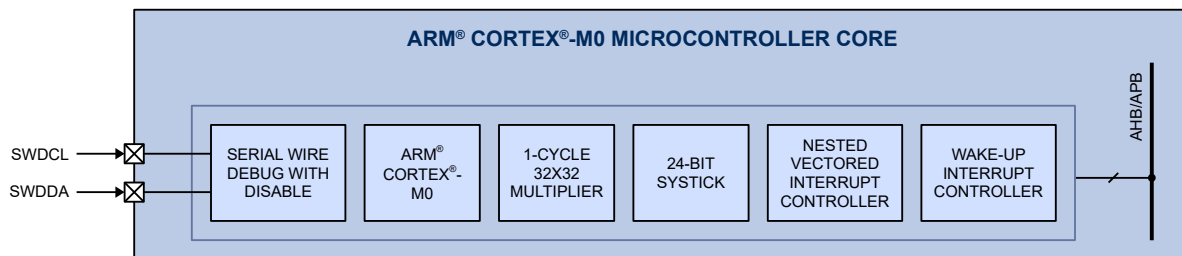 ARM® CORTEX®-M0 MICROCONTROLLER CORE
AHB/APB
SWDCL
SWDDA
SERIAL WIRE
DEBUG WITH
DISABLE
ARM®
CORTEX®-
M0
1-CYCLE
32X32
MULTIPLIER
24-BIT
SYSTICK
NESTED
VECTORED
INTERRUPT
CONTROLLER
WAKE-UP
INTERRUPT
CONTROLLER